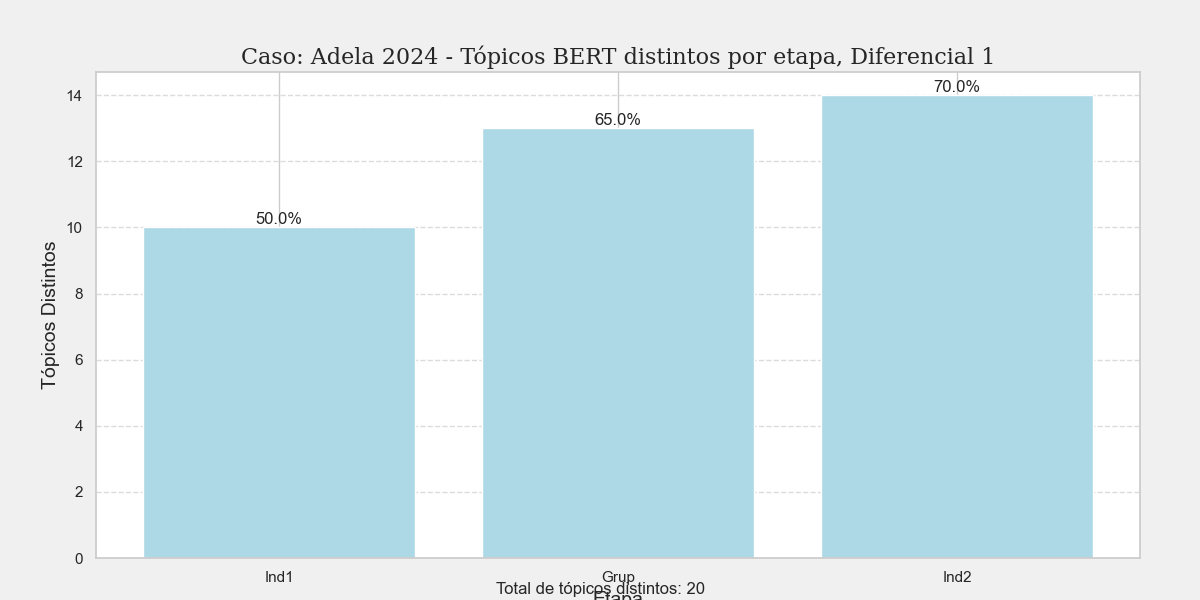 Caso: Adela 2024 - Tópicos BERT distintos por etapa, Diferencial 1
70.0%
65.0%
50.0%
14
12
10
8
6
4
2
0
Tópicos Distintos
Ind1 Grup Ind2
Total de tópicos distintos: 20
Etapa